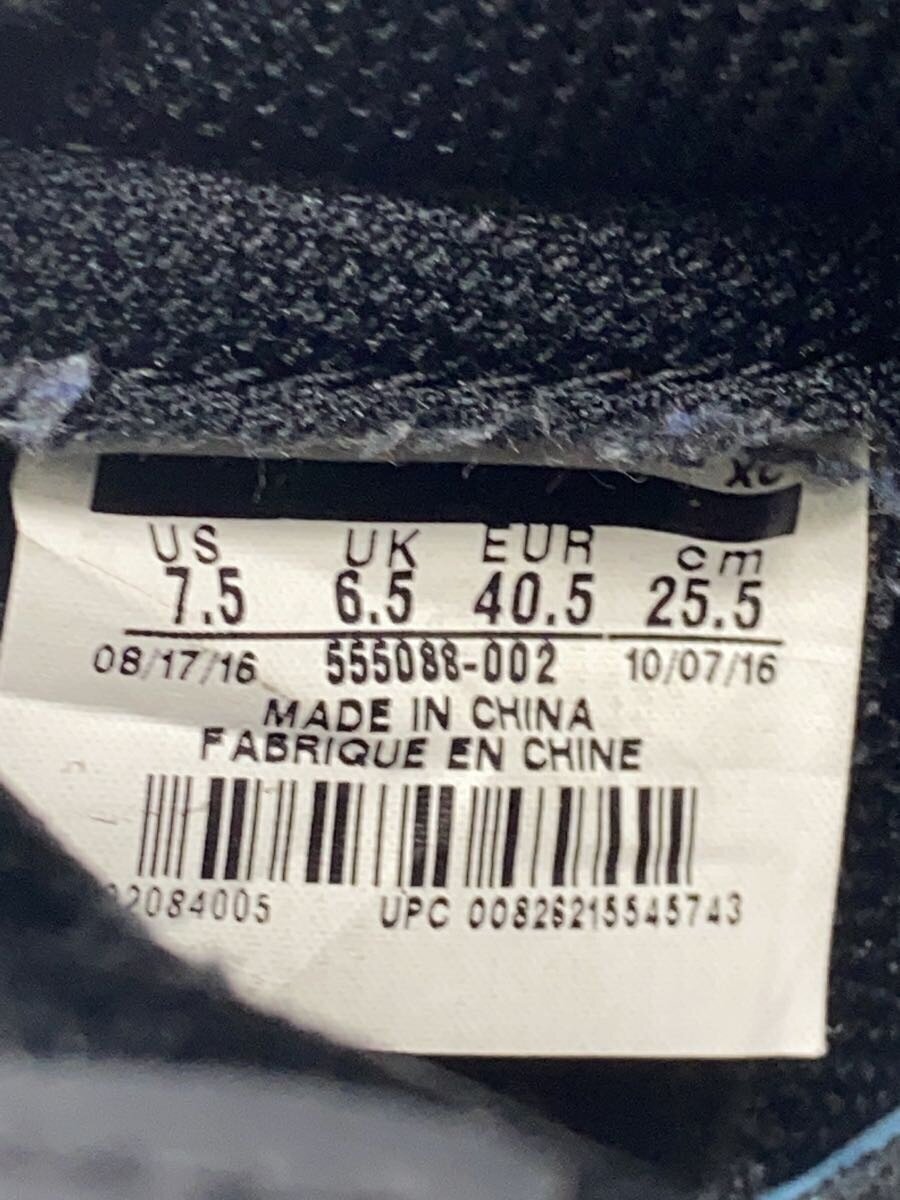 US UK EUR cm
7.5 6.5 40.5 25.5
08/17/16 555088-002 10/07/16
MADE IN CHINA
FABRIQUE EN CHINE
2084005 UPC 00826215545743